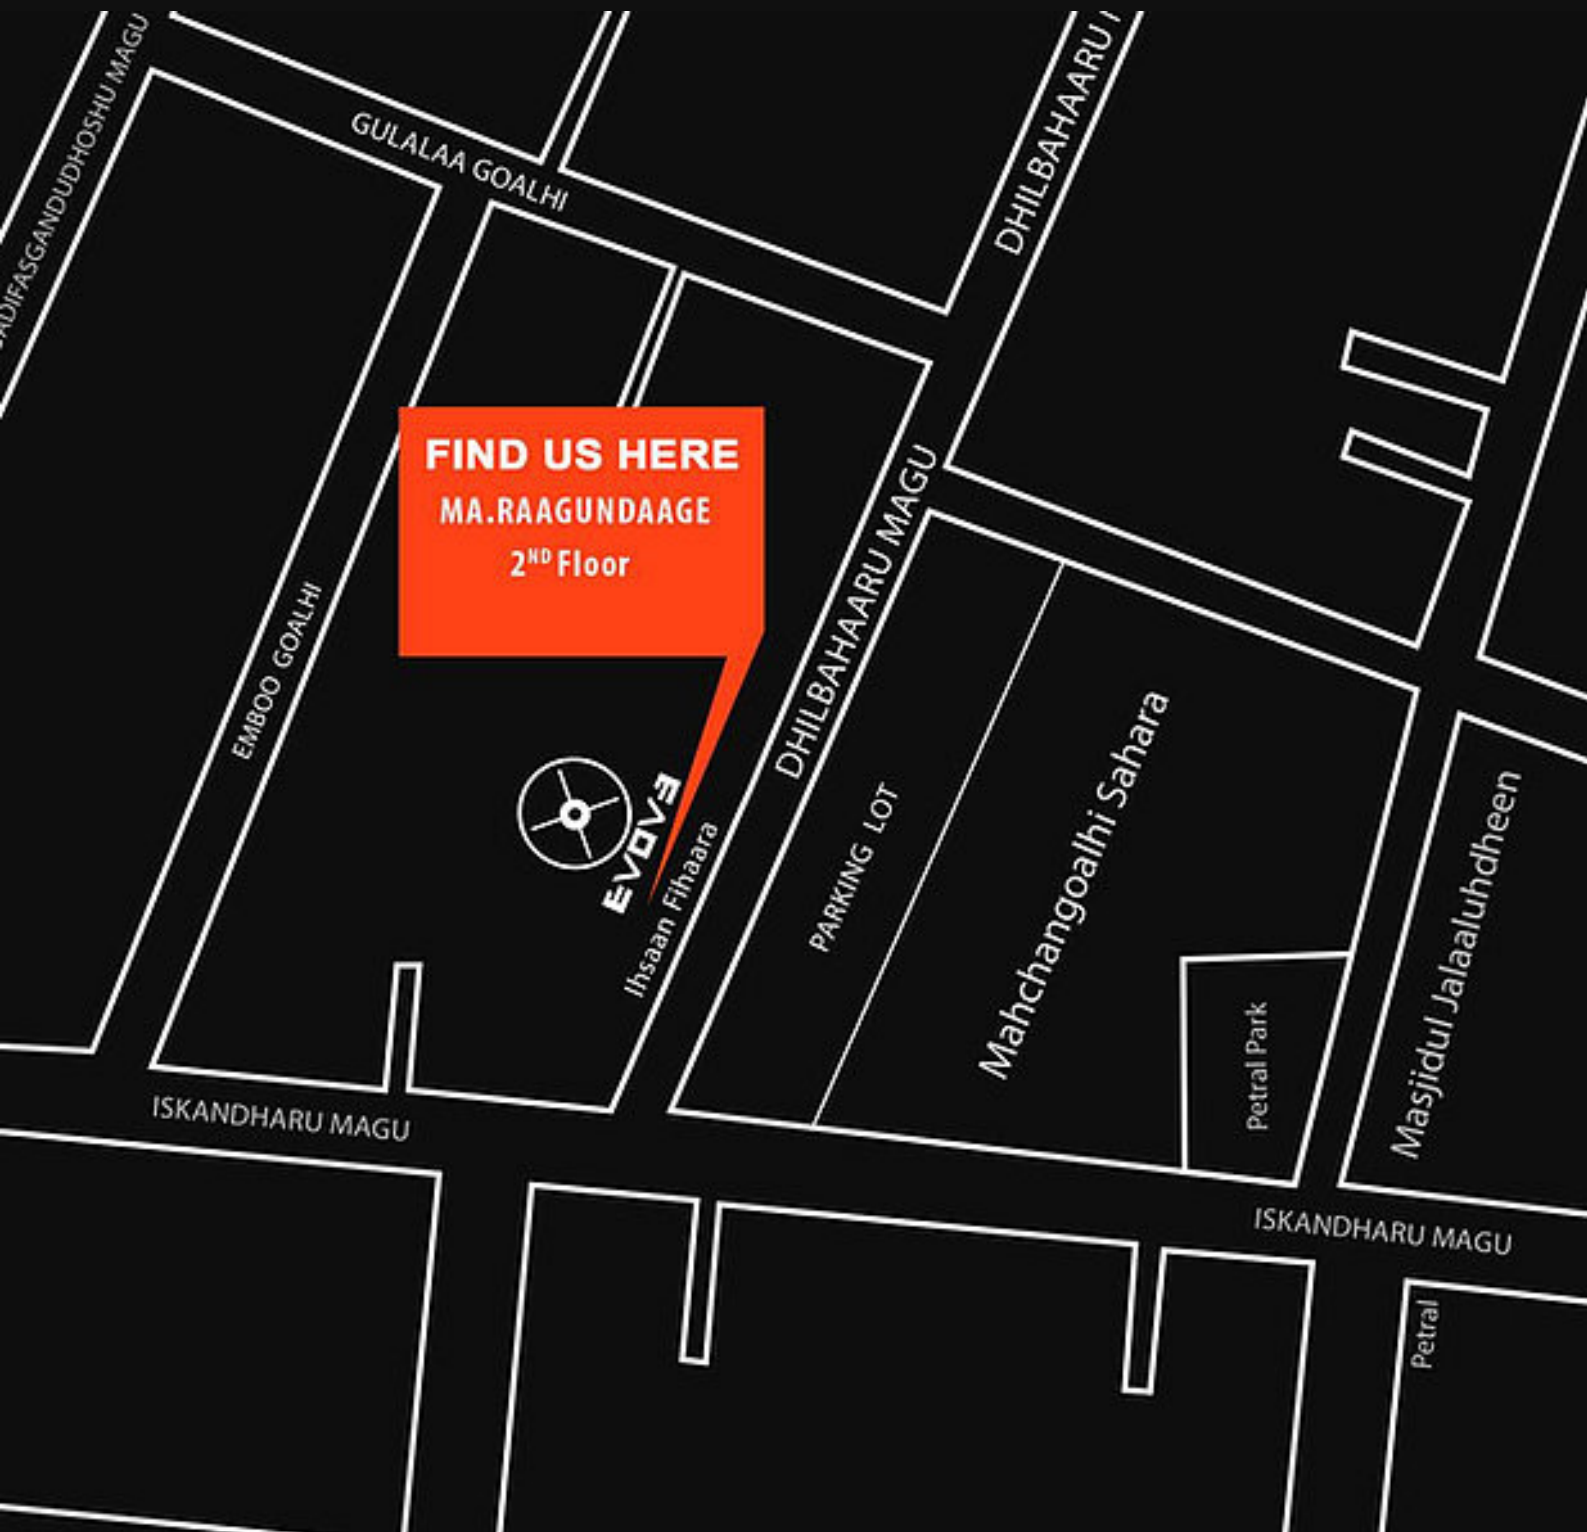 GULALAA GOALHI
DHILBAHAARU
FIND US HERE
MA.RAAGUNDAAGE
2ND Floor
DHILBAHAARU MAGU
EMBOO GOALHI
EVOVE
Ihsaan Fihaara
PARKING LOT
Mahchangoalhi Sahara
Petral Park
Masjidul Jalaaluhdheen
ISKANDHARU MAGU
ISKANDHARU MAGU
Petral